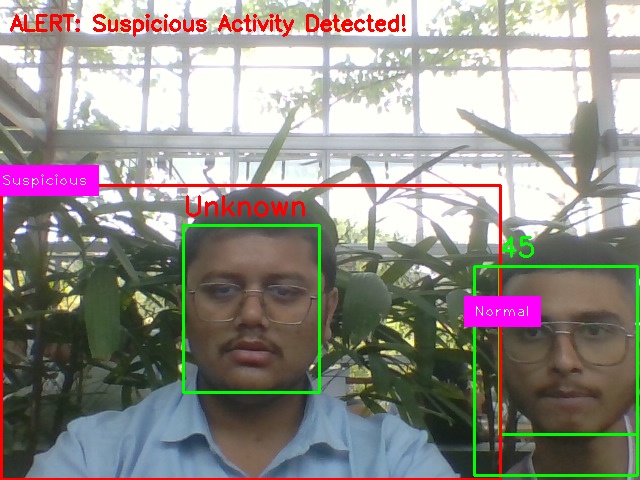 ALERT: Suspicious Activity Detected!
Suspicious
Unknown
45
Normal